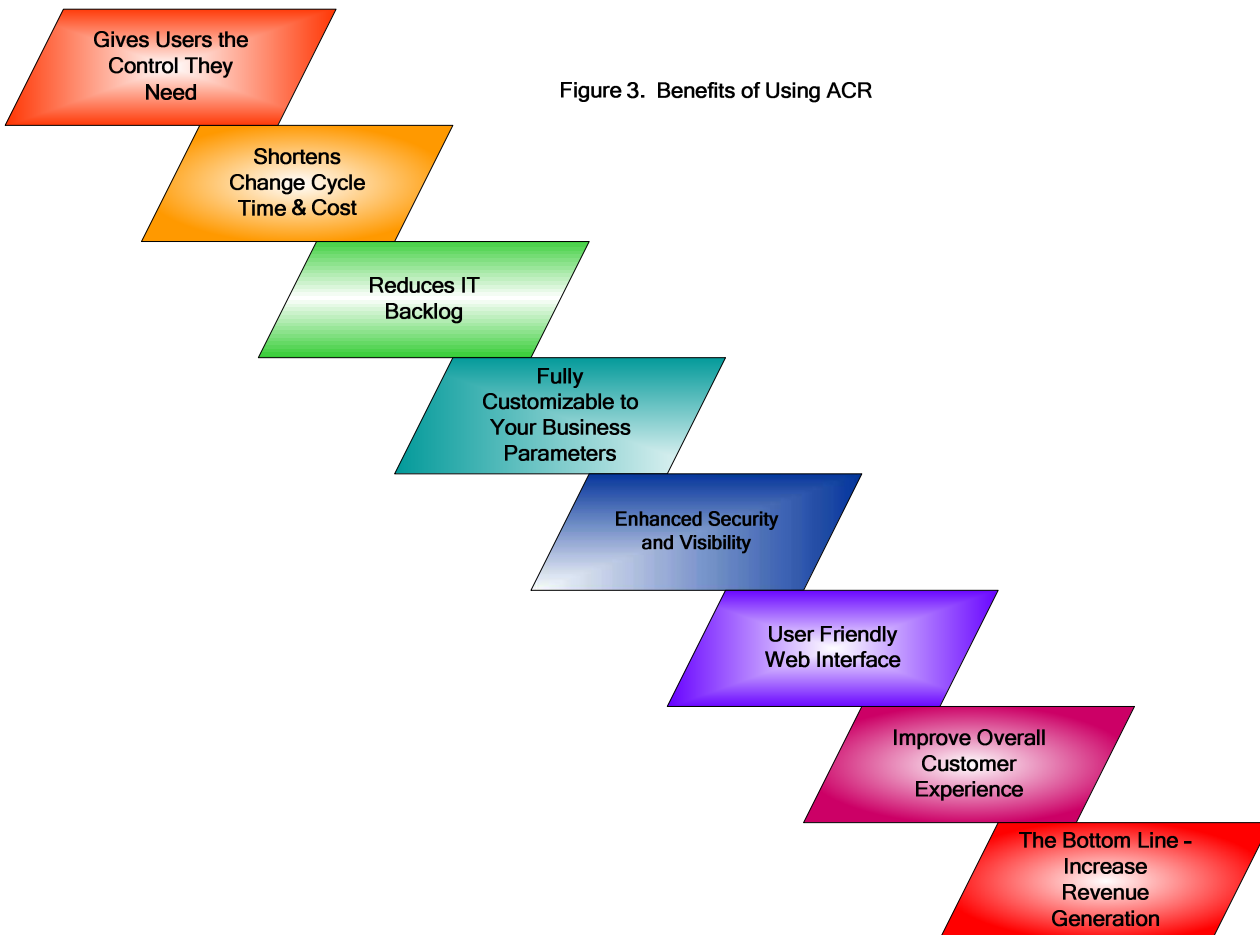 Gives Users the
Control They
Need
Figure 3. Benefits of Using ACR
Shortens
Change Cycle
Time & Cost
Reduces IT
Backlog
Fully
Customizable to
Your Business
Parameters
Enhanced Security
and Visibility
User Friendly
Web Interface
Improve Overall
Customer
Experience
The Bottom Line -
Increase
Revenue
Generation